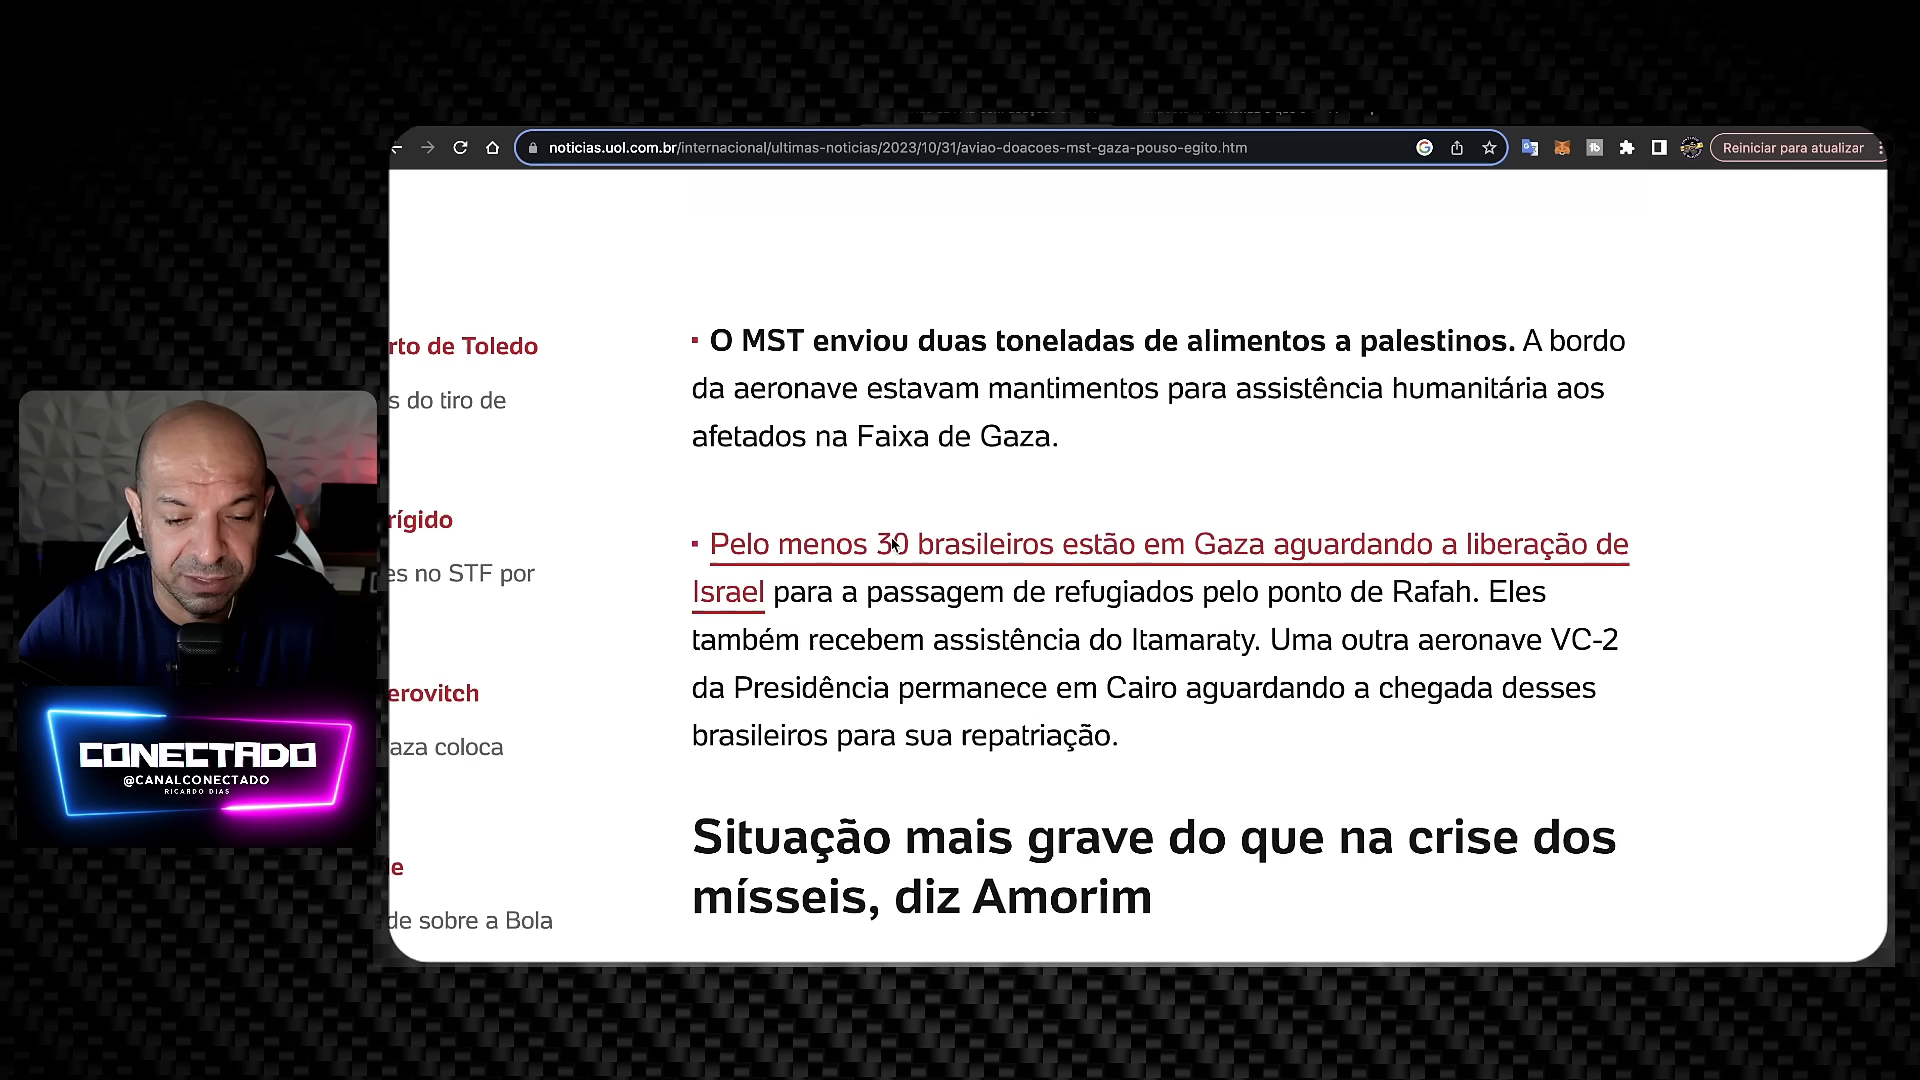 noticias.uol.com.br/internacional/ultimas-noticias/2023/10/31/aviao-doacoes-mst-gaza-pouso-egito.htm
Reiniciar para atualizar
rto de Toledo
s do tiro de
rígido
es no STF por
erovitch
aza coloca
de sobre a Bola
O MST enviou duas toneladas de alimentos a palestinos. A bordo
da aeronave estavam mantimentos para assistência humanitária aos
afetados na Faixa de Gaza.
Pelo menos 30 brasileiros estão em Gaza aguardando a liberação de
Israel para a passagem de refugiados pelo ponto de Rafah. Eles
também recebem assistência do Itamaraty. Uma outra aeronave VC-2
da Presidência permanece em Cairo aguardando a chegada desses
brasileiros para sua repatriação.
Situação mais grave do que na crise dos
mísseis, diz Amorim
CONECTADO
@CANALCONECTADO
RICARDO DIAS